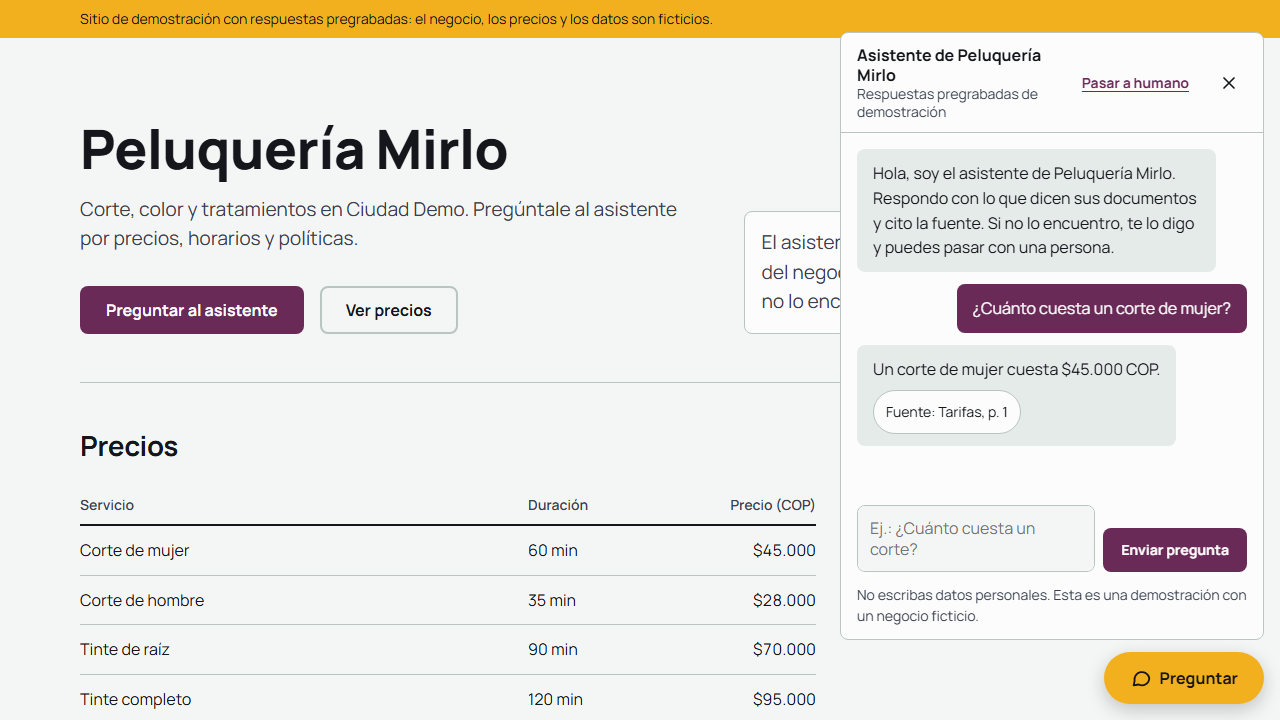 Sitio de demostración con respuestas pregrabadas: el negocio, los precios y los datos son ficticios.
Peluquería Mirlo
Corte, color y tratamientos en Ciudad Demo. Pregúntale al asistente
por precios, horarios y políticas.
Preguntar al asistente
Ver precios
El asister
del nego
no lo enc
Precios
Servicio Duración Precio (COP)
Corte de mujer 60 min $45.000
Corte de hombre 35 min $28.000
Tinte de raíz 90 min $70.000
Tinte completo 120 min $95.000
Asistente de Peluquería
Mirlo
Respuestas pregrabadas de
demostración
Pasar a humano
Hola, soy el asistente de Peluquería Mirlo.
Respondo con lo que dicen sus documentos
y cito la fuente. Si no lo encuentro, te lo digo
y puedes pasar con una persona.
¿Cuánto cuesta un corte de mujer?
Un corte de mujer cuesta $45.000 COP.
Fuente: Tarifas, p. 1
Ej.: ¿Cuánto cuesta un
corte?
Enviar pregunta
No escribas datos personales. Esta es una demostración con
un negocio ficticio.
Preguntar